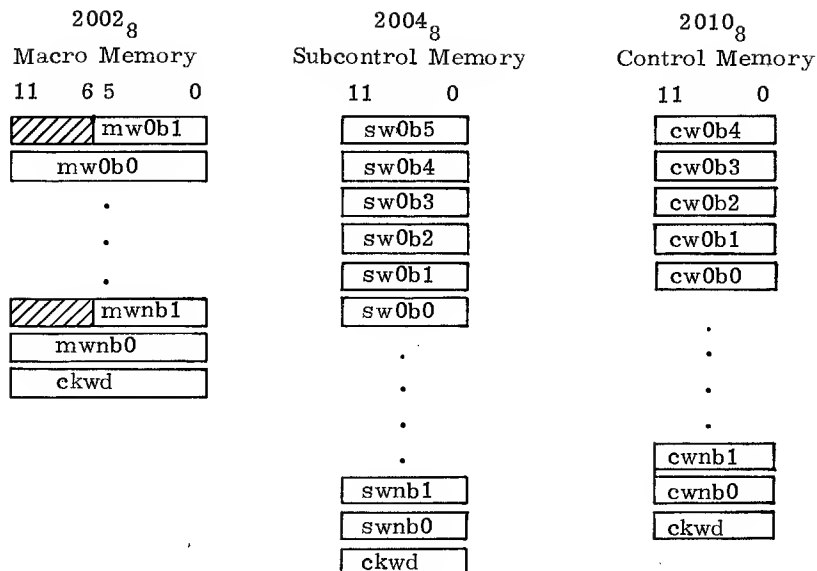 2002₈
Macro Memory
11 6 5 0
mw0b1
mw0b0
mwnb1
mwnb0
ckwd
2004₈
Subcontrol Memory
11 0
sw0b5
sw0b4
sw0b3
sw0b2
sw0b1
sw0b0
swnb1
swnb0
ckwd
2010₈
Control Memory
11 0
cw0b4
cw0b3
cw0b2
cw0b1
cw0b0
cwnb1
cwnb0
ckwd